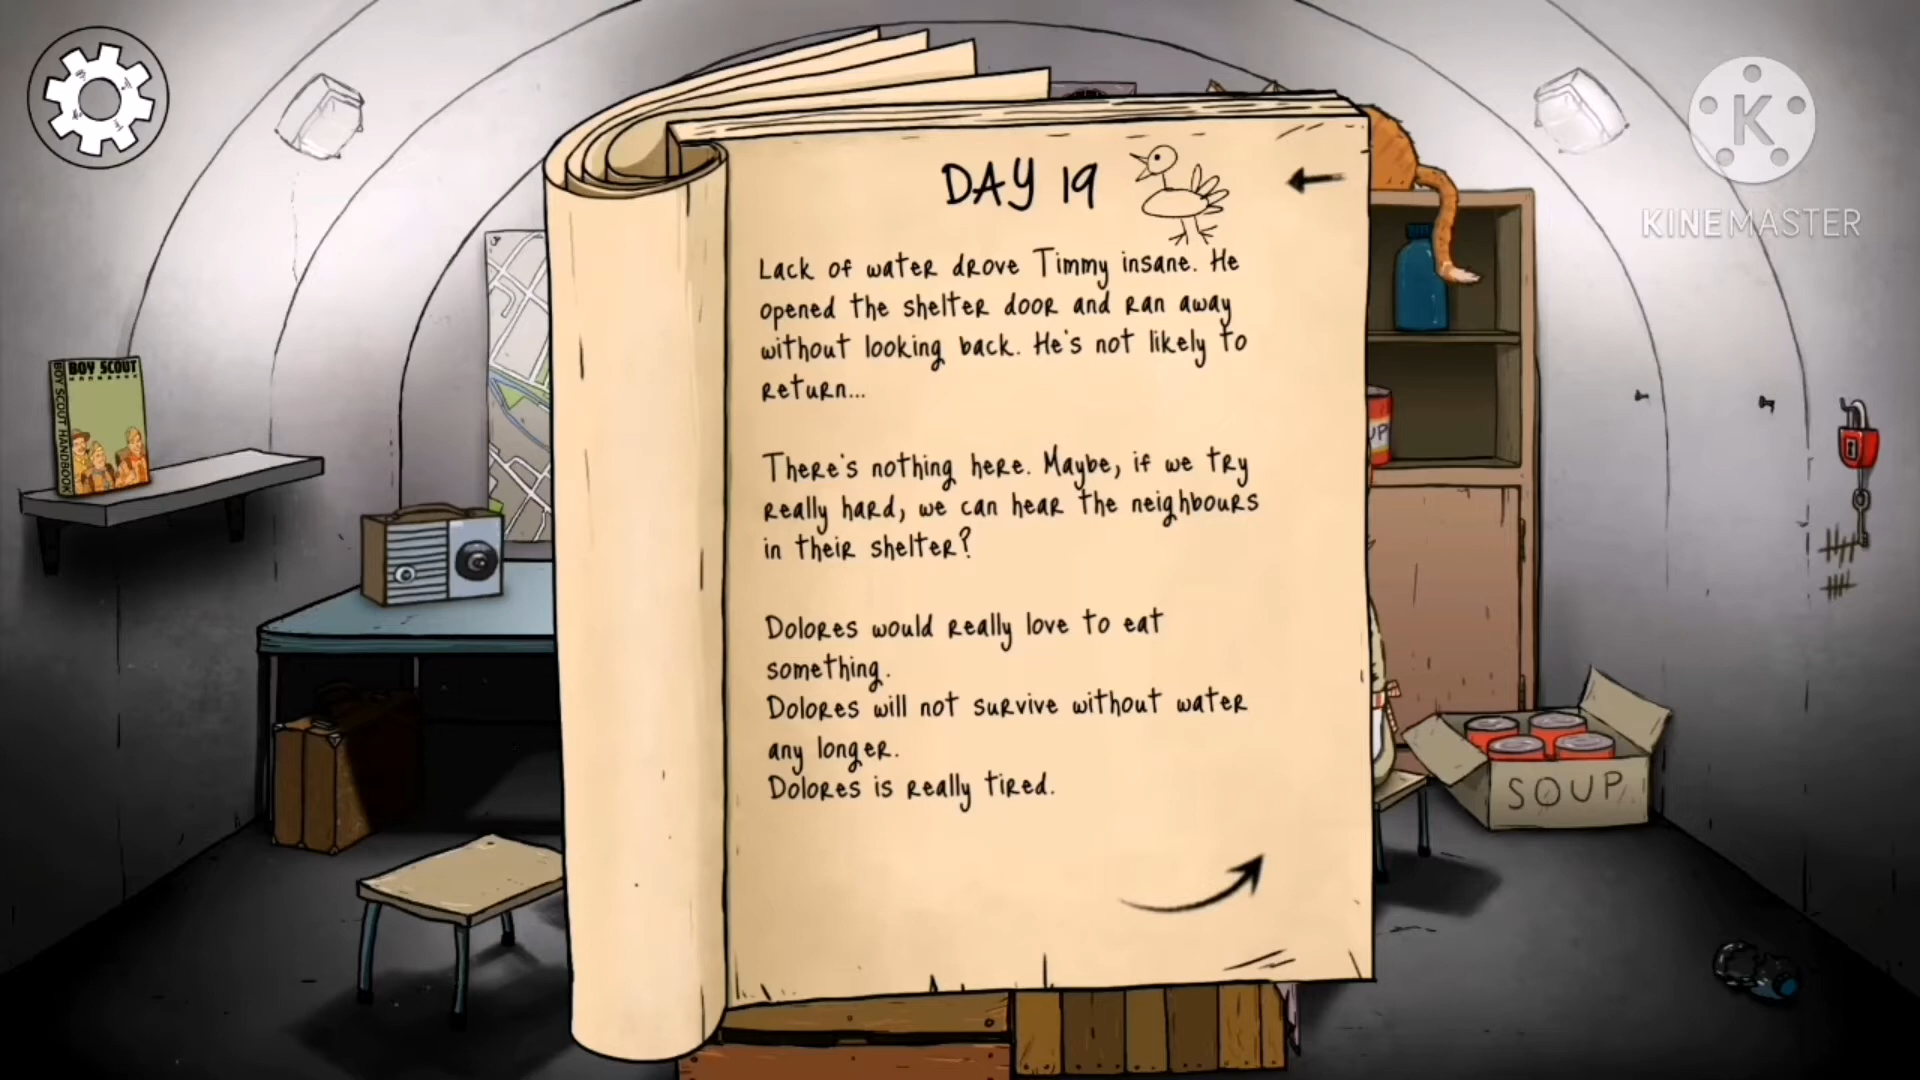 DAY 19
Lack of water drove Timmy insane. He
opened the shelter door and ran away
without looking back. He's not likely to
return...
There's nothing here. Maybe, if we try
really hard, we can hear the neighbours
in their shelter?
Dolores would really love to eat
something.
Dolores will not survive without water
any longer.
Dolores is really tired.
BOY SCOUT
HANDBOOK
BOY SCOUT HANDBOOK
UP
SOUP
K
KINEMASTER